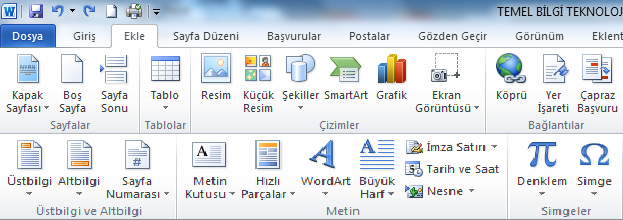 TEMEL BİLGİ TEKNOLOJ
Dosya Giriş Ekle Sayfa Düzeni Başvurular Postalar Gözden Geçir Görünüm Eklent
Kapak Sayfası Boş Sayfa Sayfa Sonu Tablo Resim Küçük Resim Şekiller SmartArt Grafik Ekran Görüntüsü Köprü Yer İşareti Çapraz Başvuru
Sayfalar Tablolar Çizimler Bağlantılar
Üstbilgi Altbilgi Sayfa Numarası Metin Kutusu Hızlı Parçalar WordArt Büyük Harf İmza Satırı Tarih ve Saat Nesne Denklem Simge
Üstbilgi ve Altbilgi Metin Simgeler